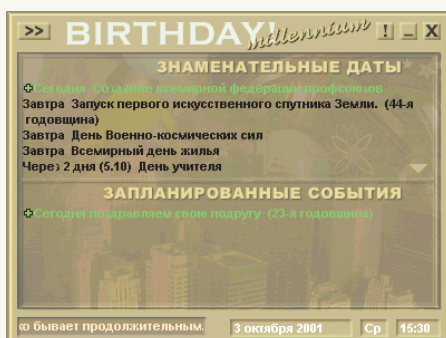 >> BIRTHDAY! millennium ! _ X
ЗНАМЕНАТЕЛЬНЫЕ ДАТЫ
Сегодня Создание всемирной федерации профсоюзов
Завтра Запуск первого искусственного спутника Земли. (44-я
годовщина)
Завтра День Военно-космических сил
Завтра Всемирный день жилья
Через 2 дня (5.10) День учителя
ЗАПЛАНИРОВАННЫЕ СОБЫТИЯ
Сегодня поздравляем свою подругу (23-я годовщина)
ко бывает продолжительным. 3 октября 2001 Ср 15:30